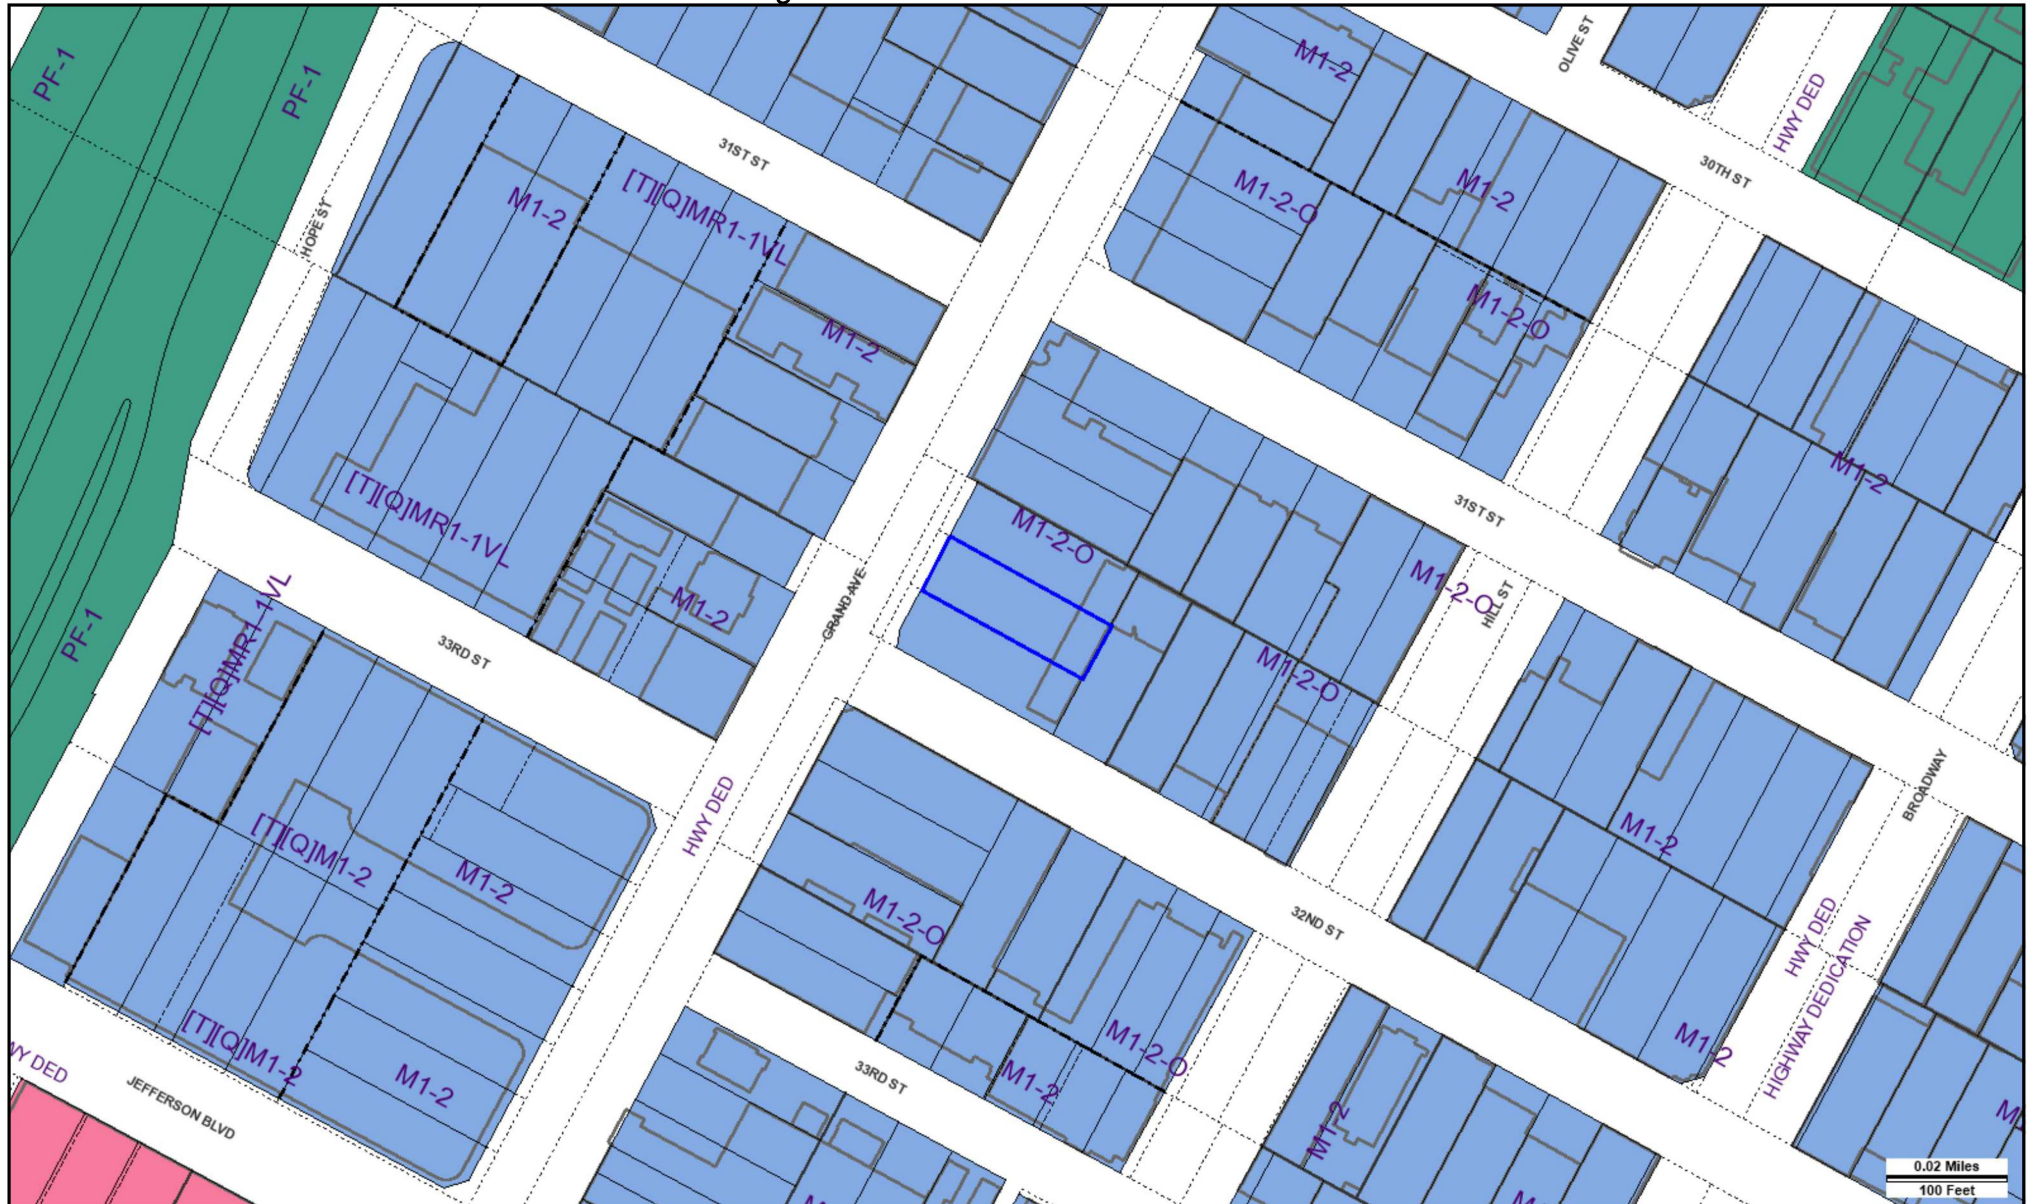 PF-1
PF-1
M1-2
OLIVE ST
HWY DED
31ST ST
30TH ST
[T][Q]MR1-1VL
M1-2
M1-2-O
M1-2
HOPE ST
M1-2-O
M1-2
M1-2
[T][Q]MR1-1VL
31ST ST
M1-2-O
M1-2-O
HILL ST
M1-2
GRAND AVE
PF-1
[T][Q]MR1-1VL
33RD ST
M1-2-O
HWY DED
BROADWAY
[T][Q]M1-2
M1-2
M1-2
M1-2-O
32ND ST
HWY DED
HIGHWAY DEDICATION
[T][Q]M1-2
M1-2
WY DED
JEFFERSON BLVD
33RD ST
M1-2
M1-2-O
M1-2
M1-2
0.02 Miles
100 Feet